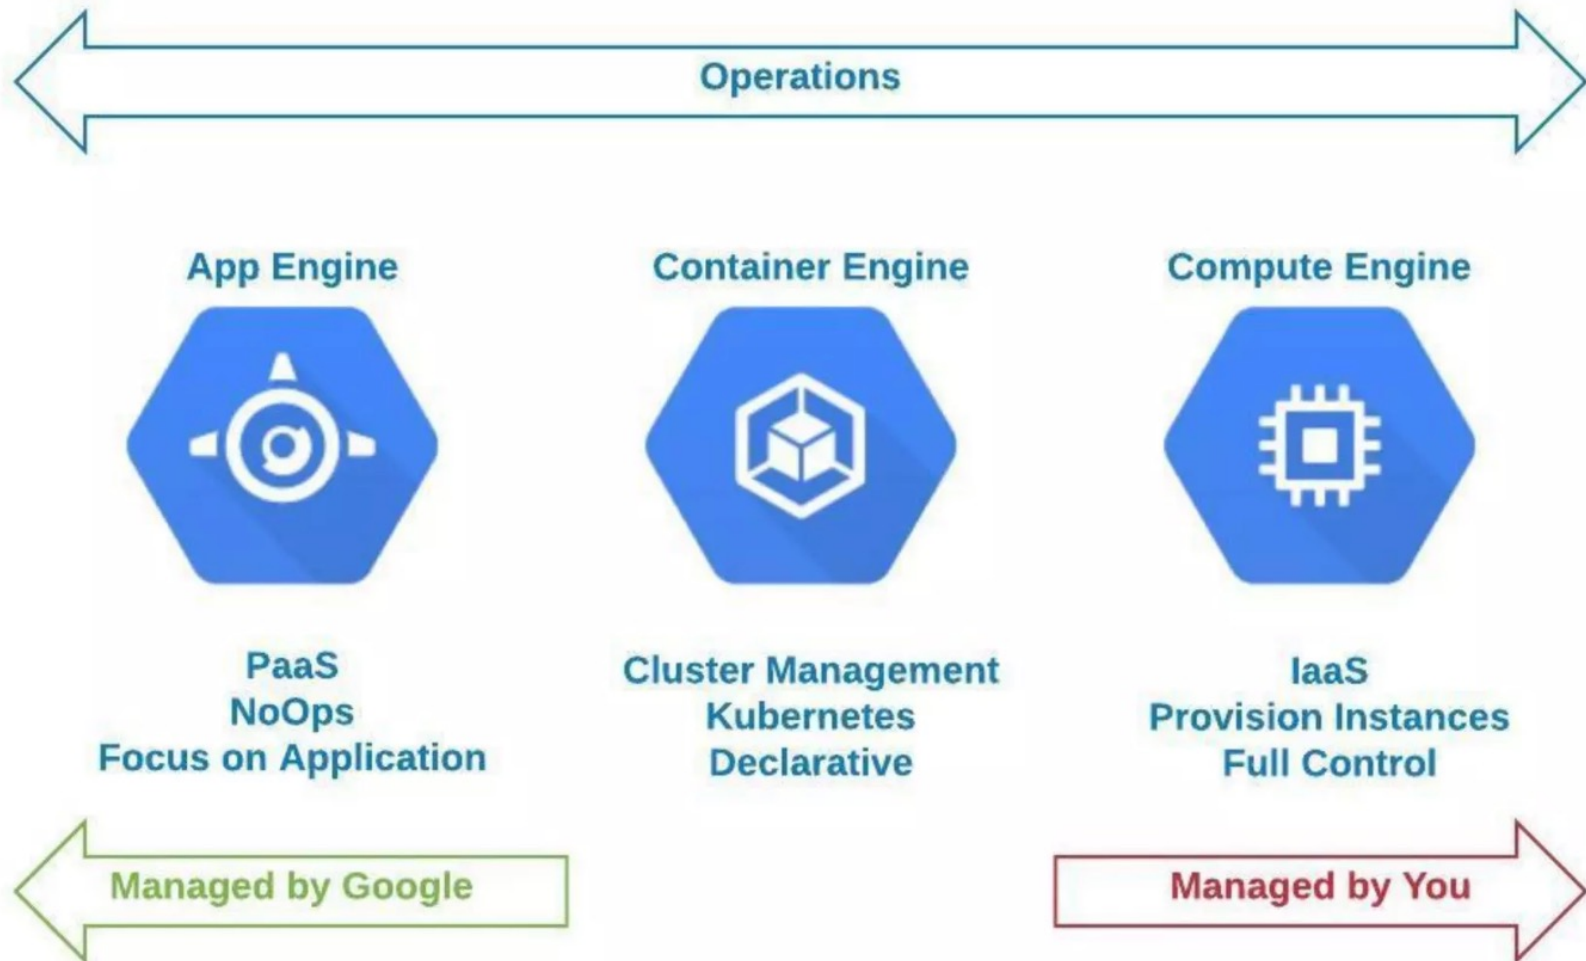 Operations
App Engine
Container Engine
Compute Engine
PaaS
NoOps
Focus on Application
Cluster Management
Kubernetes
Declarative
IaaS
Provision Instances
Full Control
Managed by Google
Managed by You